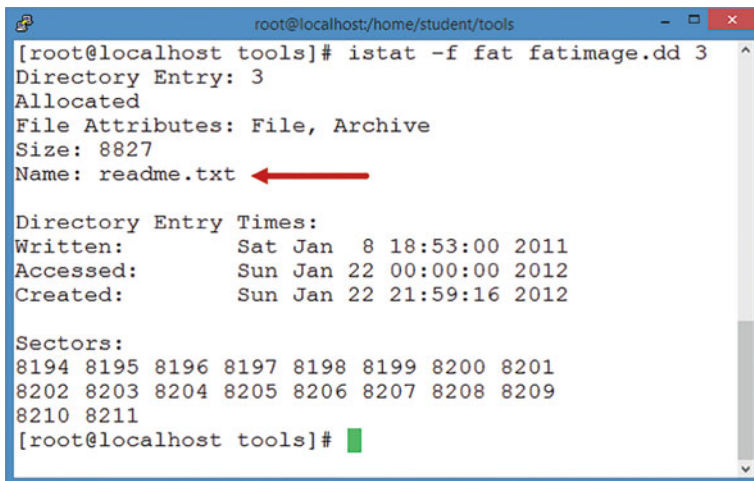 root@localhost:/home/student/tools
[root@localhost tools]# istat -f fat fatimage.dd 3
Directory Entry: 3
Allocated
File Attributes: File, Archive
Size: 8827
Name: readme.txt
Directory Entry Times:
Written: Sat Jan 8 18:53:00 2011
Accessed: Sun Jan 22 00:00:00 2012
Created: Sun Jan 22 21:59:16 2012
Sectors:
8194 8195 8196 8197 8198 8199 8200 8201
8202 8203 8204 8205 8206 8207 8208 8209
8210 8211
[root@localhost tools]#